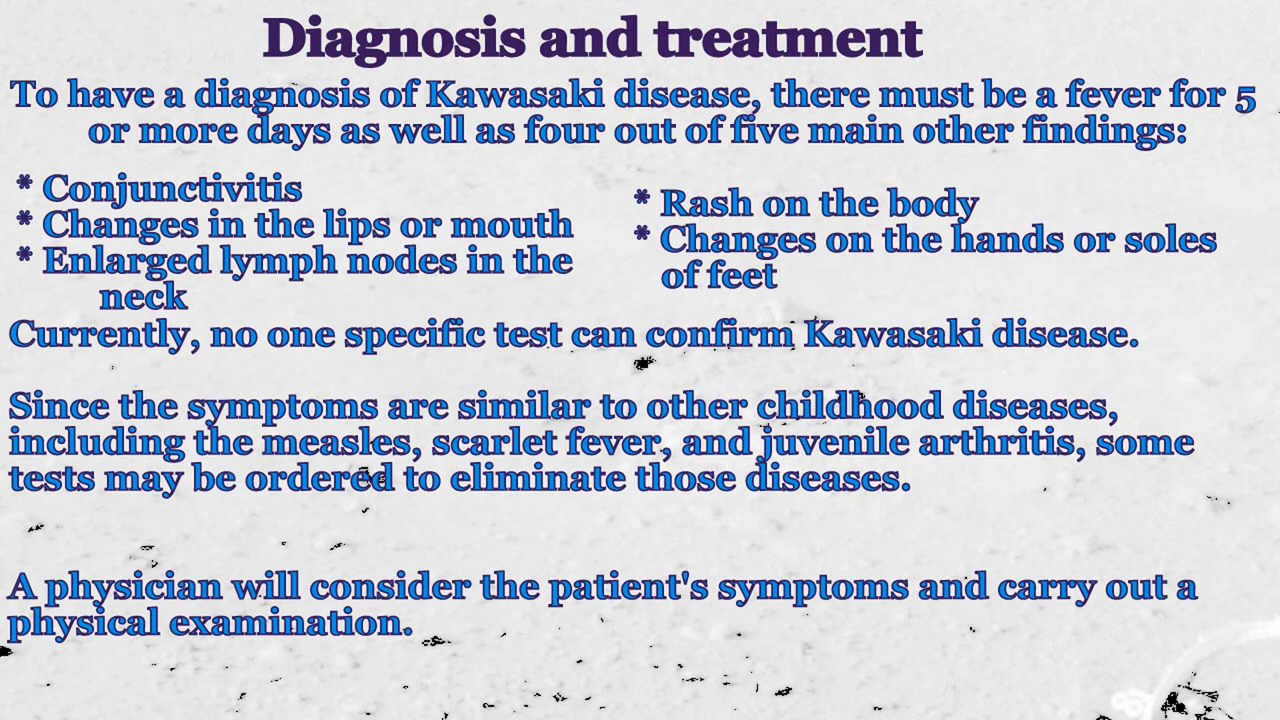 Diagnosis and treatment
To have a diagnosis of Kawasaki disease, there must be a fever for 5
or more days as well as four out of five main other findings:
* Conjunctivitis
* Changes in the lips or mouth
* Enlarged lymph nodes in the
neck
* Rash on the body
* Changes on the hands or soles
of feet
Currently, no one specific test can confirm Kawasaki disease.
Since the symptoms are similar to other childhood diseases,
including the measles, scarlet fever, and juvenile arthritis, some
tests may be ordered to eliminate those diseases.
A physician will consider the patient's symptoms and carry out a
physical examination.